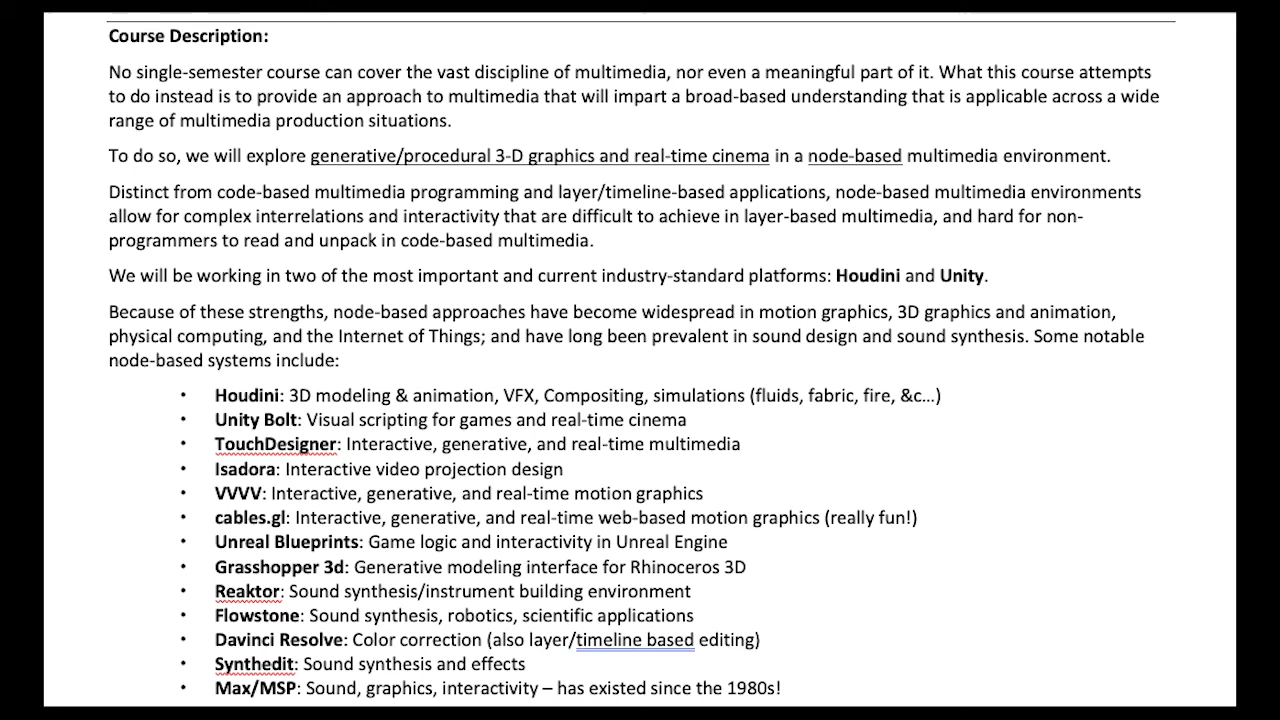 Course Description:
No single-semester course can cover the vast discipline of multimedia, nor even a meaningful part of it. What this course attempts
to do instead is to provide an approach to multimedia that will impart a broad-based understanding that is applicable across a wide
range of multimedia production situations.
To do so, we will explore generative/procedural 3-D graphics and real-time cinema in a node-based multimedia environment.
Distinct from code-based multimedia programming and layer/timeline-based applications, node-based multimedia environments
allow for complex interrelations and interactivity that are difficult to achieve in layer-based multimedia, and hard for non-
programmers to read and unpack in code-based multimedia.
We will be working in two of the most important and current industry-standard platforms: Houdini and Unity.
Because of these strengths, node-based approaches have become widespread in motion graphics, 3D graphics and animation,
physical computing, and the Internet of Things; and have long been prevalent in sound design and sound synthesis. Some notable
node-based systems include:
• Houdini: 3D modeling & animation, VFX, Compositing, simulations (fluids, fabric, fire, &c…)
• Unity Bolt: Visual scripting for games and real-time cinema
• TouchDesigner: Interactive, generative, and real-time multimedia
• Isadora: Interactive video projection design
• VVVV: Interactive, generative, and real-time motion graphics
• cables.gl: Interactive, generative, and real-time web-based motion graphics (really fun!)
• Unreal Blueprints: Game logic and interactivity in Unreal Engine
• Grasshopper 3d: Generative modeling interface for Rhinoceros 3D
• Reaktor: Sound synthesis/instrument building environment
• Flowstone: Sound synthesis, robotics, scientific applications
• Davinci Resolve: Color correction (also layer/timeline based editing)
• Synthedit: Sound synthesis and effects
• Max/MSP: Sound, graphics, interactivity – has existed since the 1980s!